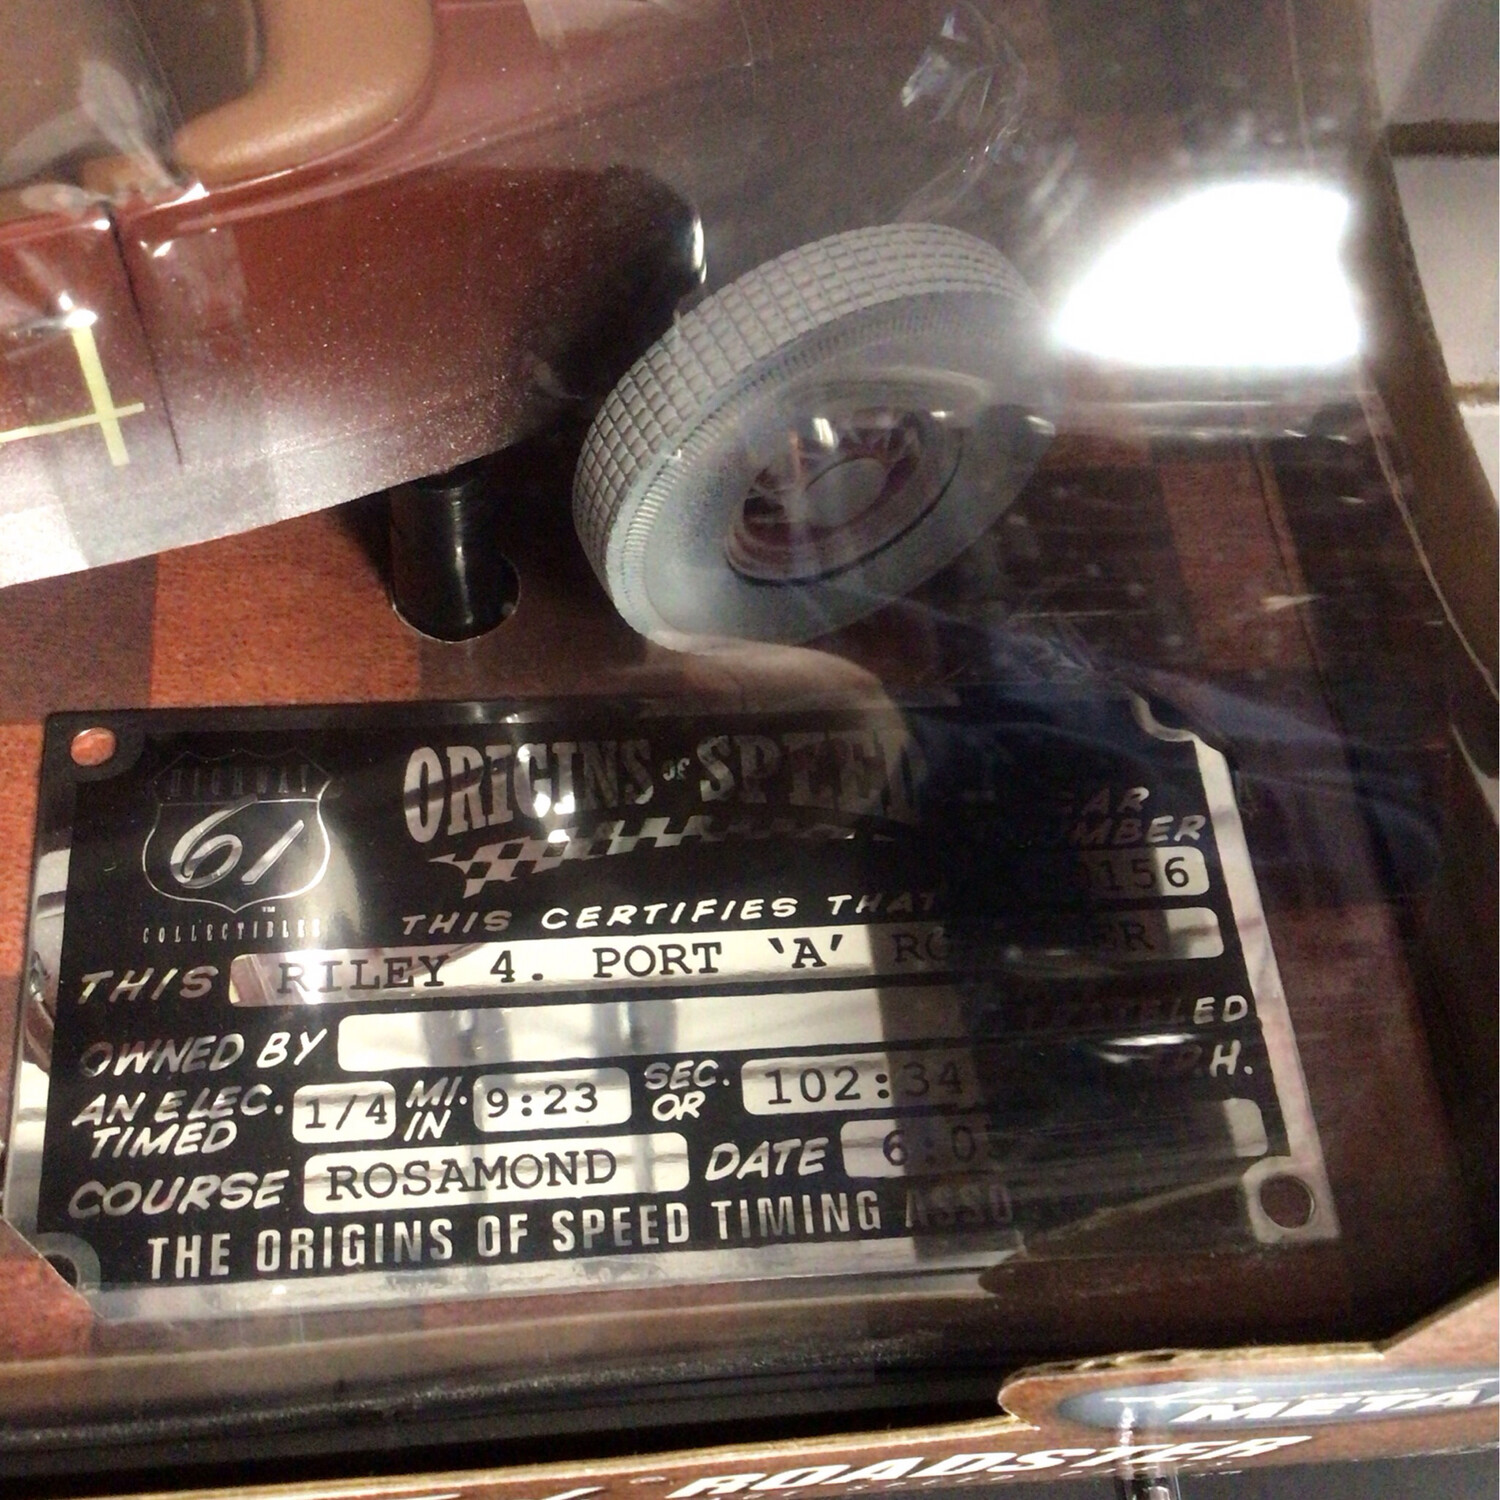 HIGHWAY
61
COLLECTIBLES
ORIGINS OF SPEED
CAR
NUMBER
156
THIS CERTIFIES THAT
THIS RILEY 4. PORT 'A'
OWNED BY
AN ELEC. TIMED 1/4 MI. IN 9:23 SEC. OR 102:34 P.H.
COURSE ROSAMOND DATE
THE ORIGINS OF SPEED TIMING
METAL
ROADSTER